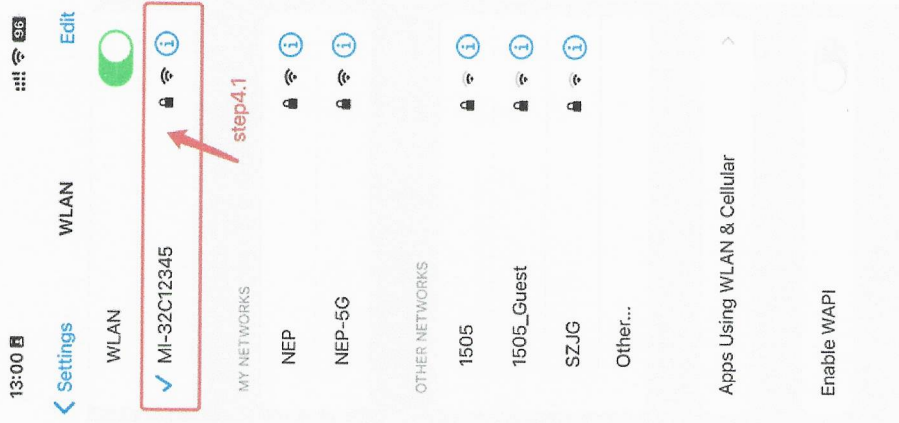 13:00 96
Settings WLAN Edit
WLAN
MI-32C12345
step4.1
MY NETWORKS
NEP
NEP-5G
OTHER NETWORKS
1505
1505_Guest
SZJG
Other...
Apps Using WLAN & Cellular
Enable WAPI